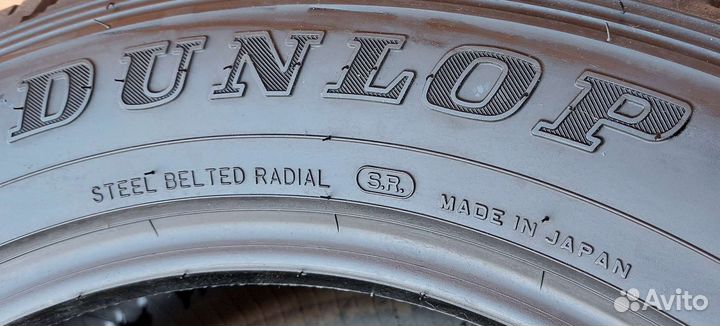 DUNLOP
STEEL BELTED RADIAL S.R. MADE IN JAPAN
Avito